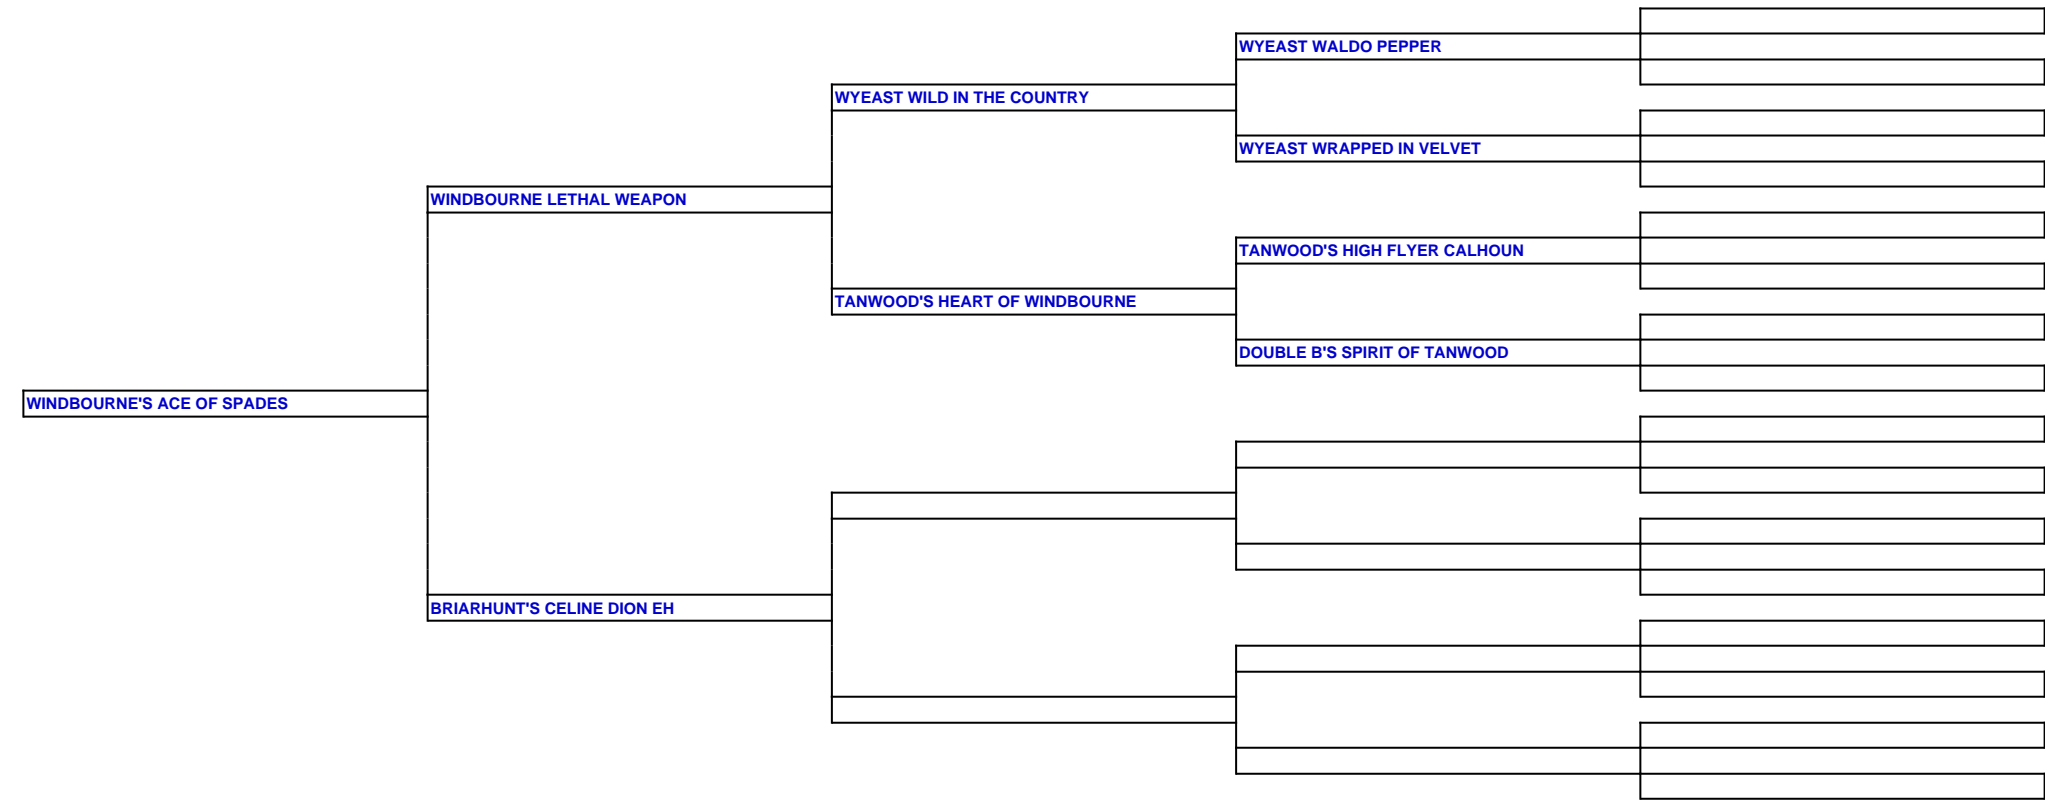 WYEAST WALDO PEPPER
WYEAST WILD IN THE COUNTRY
WYEAST WRAPPED IN VELVET
WINDBOURNE LETHAL WEAPON
TANWOOD'S HIGH FLYER CALHOUN
TANWOOD'S HEART OF WINDBOURNE
DOUBLE B'S SPIRIT OF TANWOOD
WINDBOURNE'S ACE OF SPADES
BRIARHUNT'S CELINE DION EH